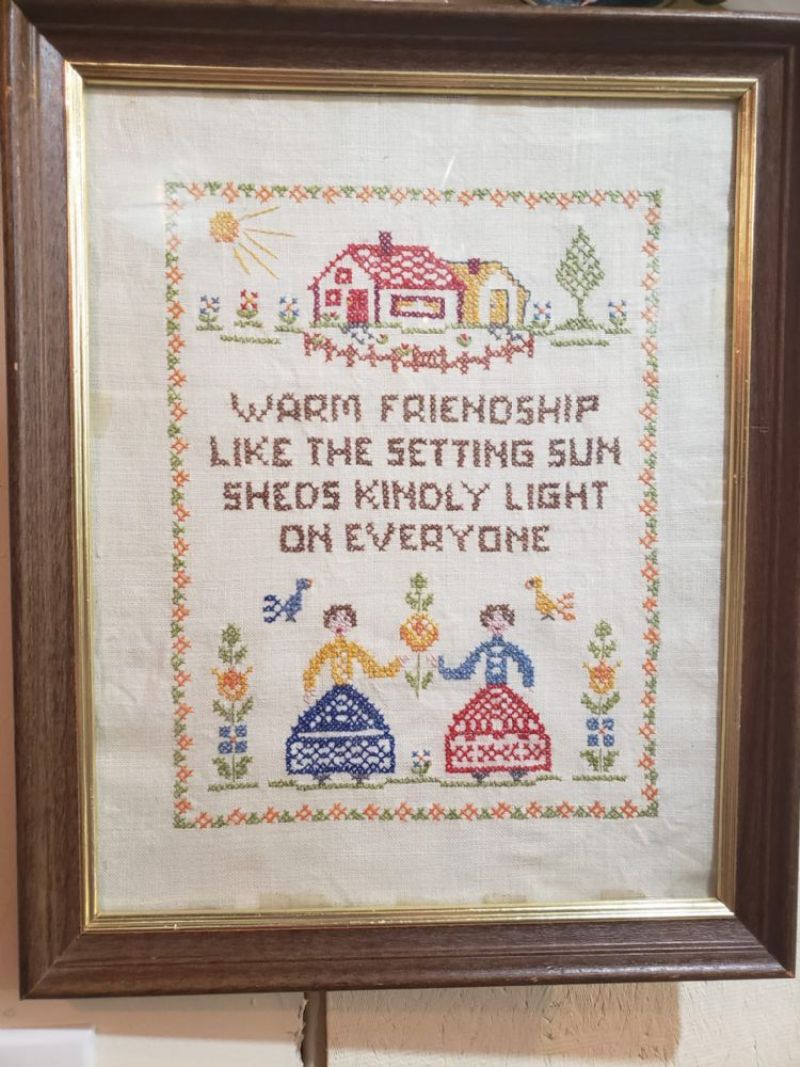 WARM FRIENDSHIP
LIKE THE SETTING SUN
SHEDS KINDLY LIGHT
ON EVERYONE